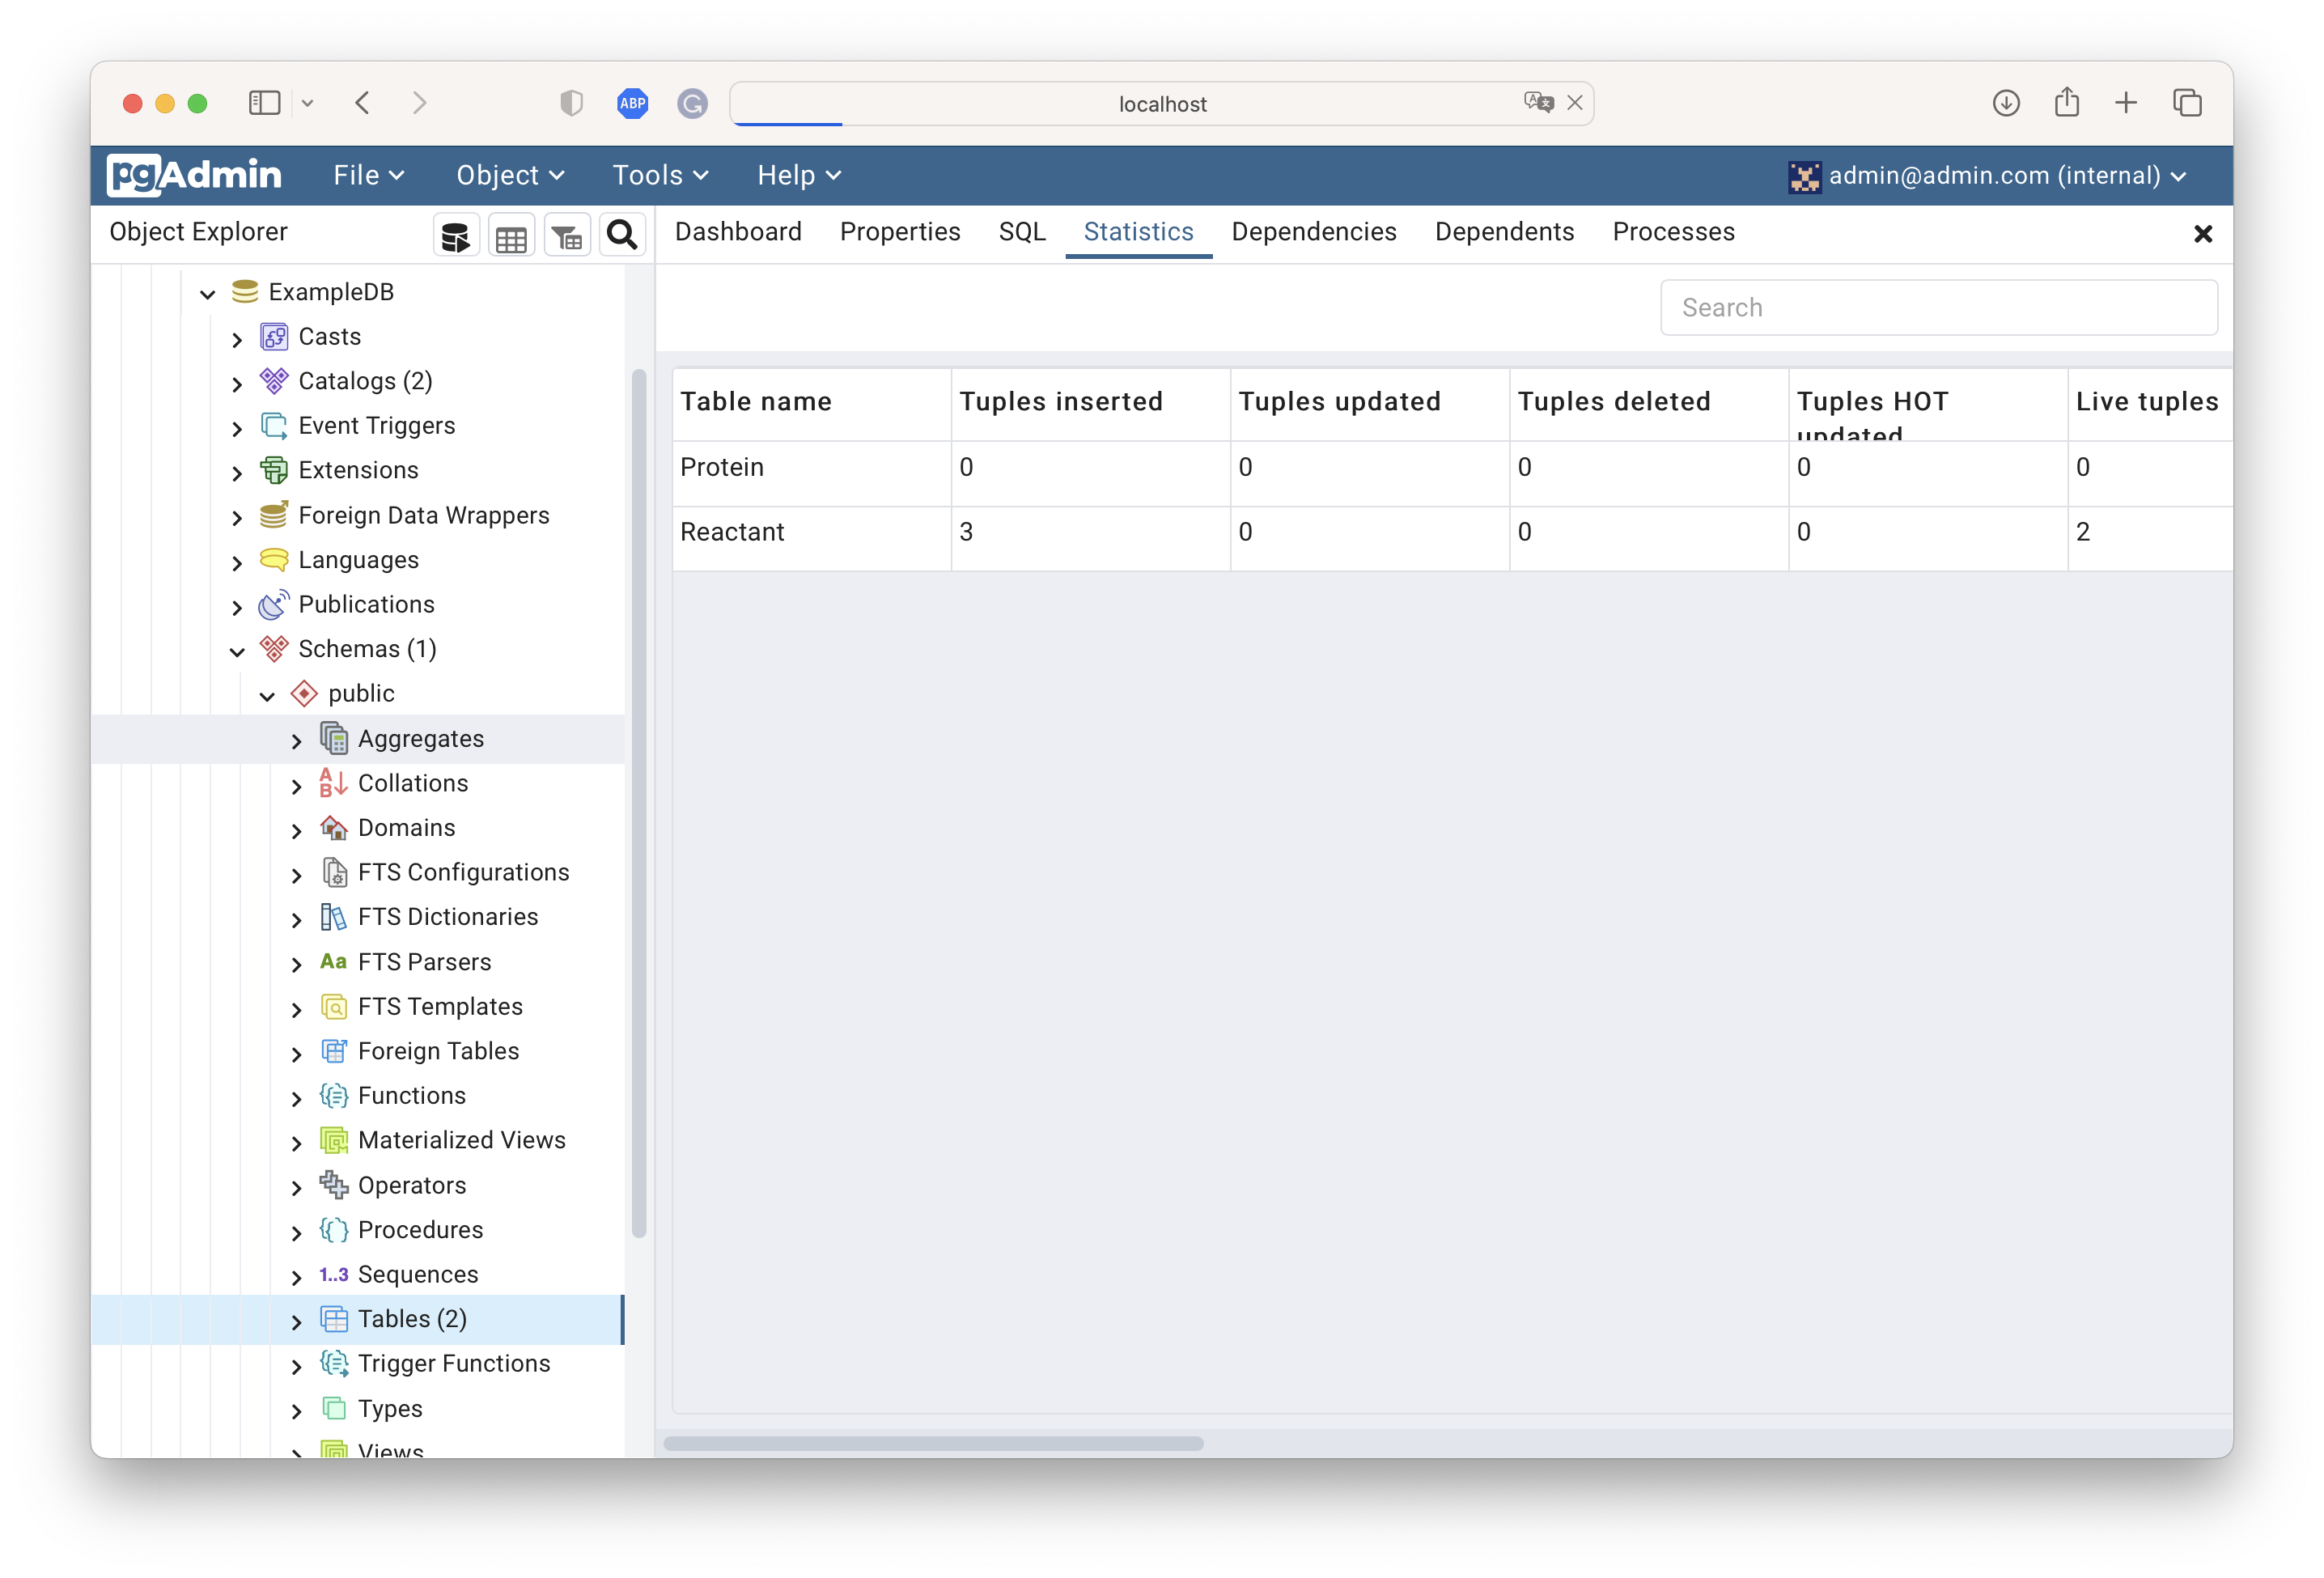 ABP
localhost
pgAdmin File Object Tools Help admin@admin.com (internal)
Object Explorer
Dashboard Properties SQL Statistics Dependencies Dependents Processes
Search
ExampleDB
Casts
Catalogs (2)
Event Triggers
Extensions
Foreign Data Wrappers
Languages
Publications
Schemas (1)
public
Aggregates
Collations
Domains
FTS Configurations
FTS Dictionaries
Aa FTS Parsers
FTS Templates
Foreign Tables
Functions
Materialized Views
Operators
Procedures
1..3 Sequences
Tables (2)
Trigger Functions
Types
Views
Table name Tuples inserted Tuples updated Tuples deleted Tuples HOT updated Live tuples
Protein 0 0 0 0 0
Reactant 3 0 0 0 2